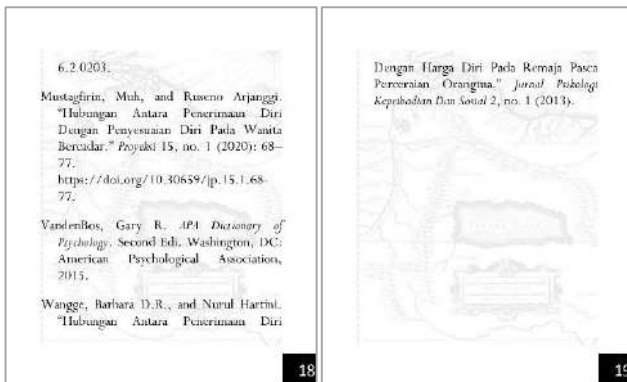 6.2.0203.
Mustagfirin, Muh, and Ruseno Arjanggi.
"Hubungan Antara Penerimaan Diri
Dengan Penyesuaian Diri Pada Wanita
Bercadar." Proyeksi 15, no. 1 (2020): 68–
77.
https://doi.org/10.30659/jp.15.1.68-
77.
VandenBos, Gary R. APA Dictionary of
Psychology. Second Edi. Washington, DC:
American Psychological Association,
2015.
Wangge, Barbara D.R., and Nurul Hartini.
"Hubungan Antara Penerimaan Diri
18
Dengan Harga Diri Pada Remaja Pasca
Perceraian Orangtua." Jurnal Psikologi
Kepribadian Dan Sosial 2, no. 1 (2013).
19